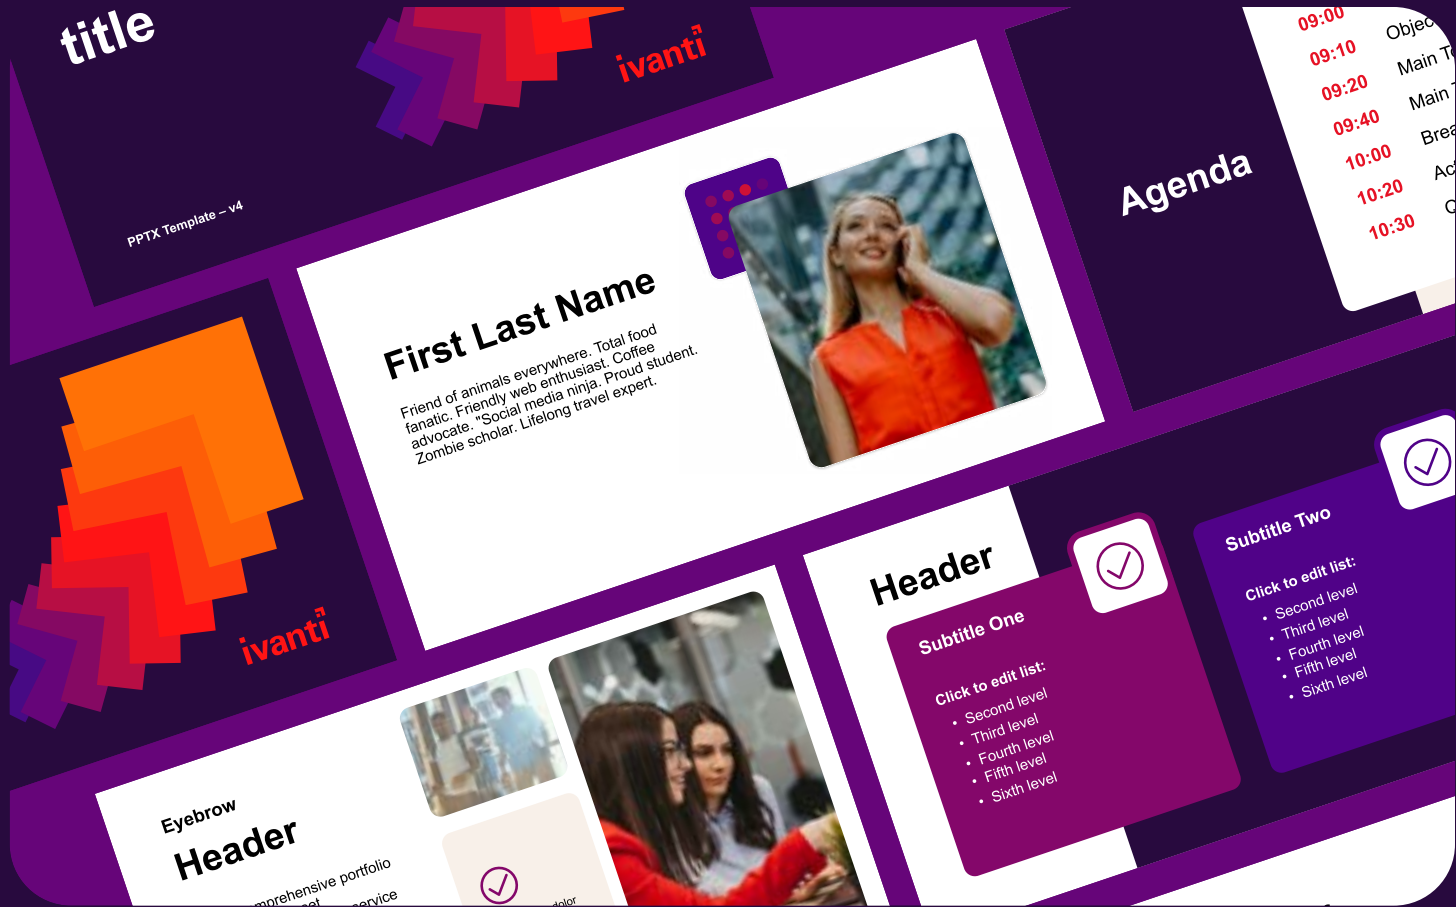 title
ivanti
PPTX Template – v4
First Last Name
Friend of animals everywhere. Total food
fanatic. Friendly web enthusiast. Coffee
advocate. "Social media ninja. Proud student.
Zombie scholar. Lifelong travel expert.
Agenda
09:00
09:10
Main
09:20
Main
09:40
10:00
10:20
10:30
ivanti
Eyebrow
Header
portfolio
Header
Subtitle One
Click to edit list:
• Second level
• Third level
• Fourth level
• Fifth level
• Sixth level
Subtitle Two
Click to edit list:
• Second level
• Third level
• Fourth level
• Fifth level
• Sixth level